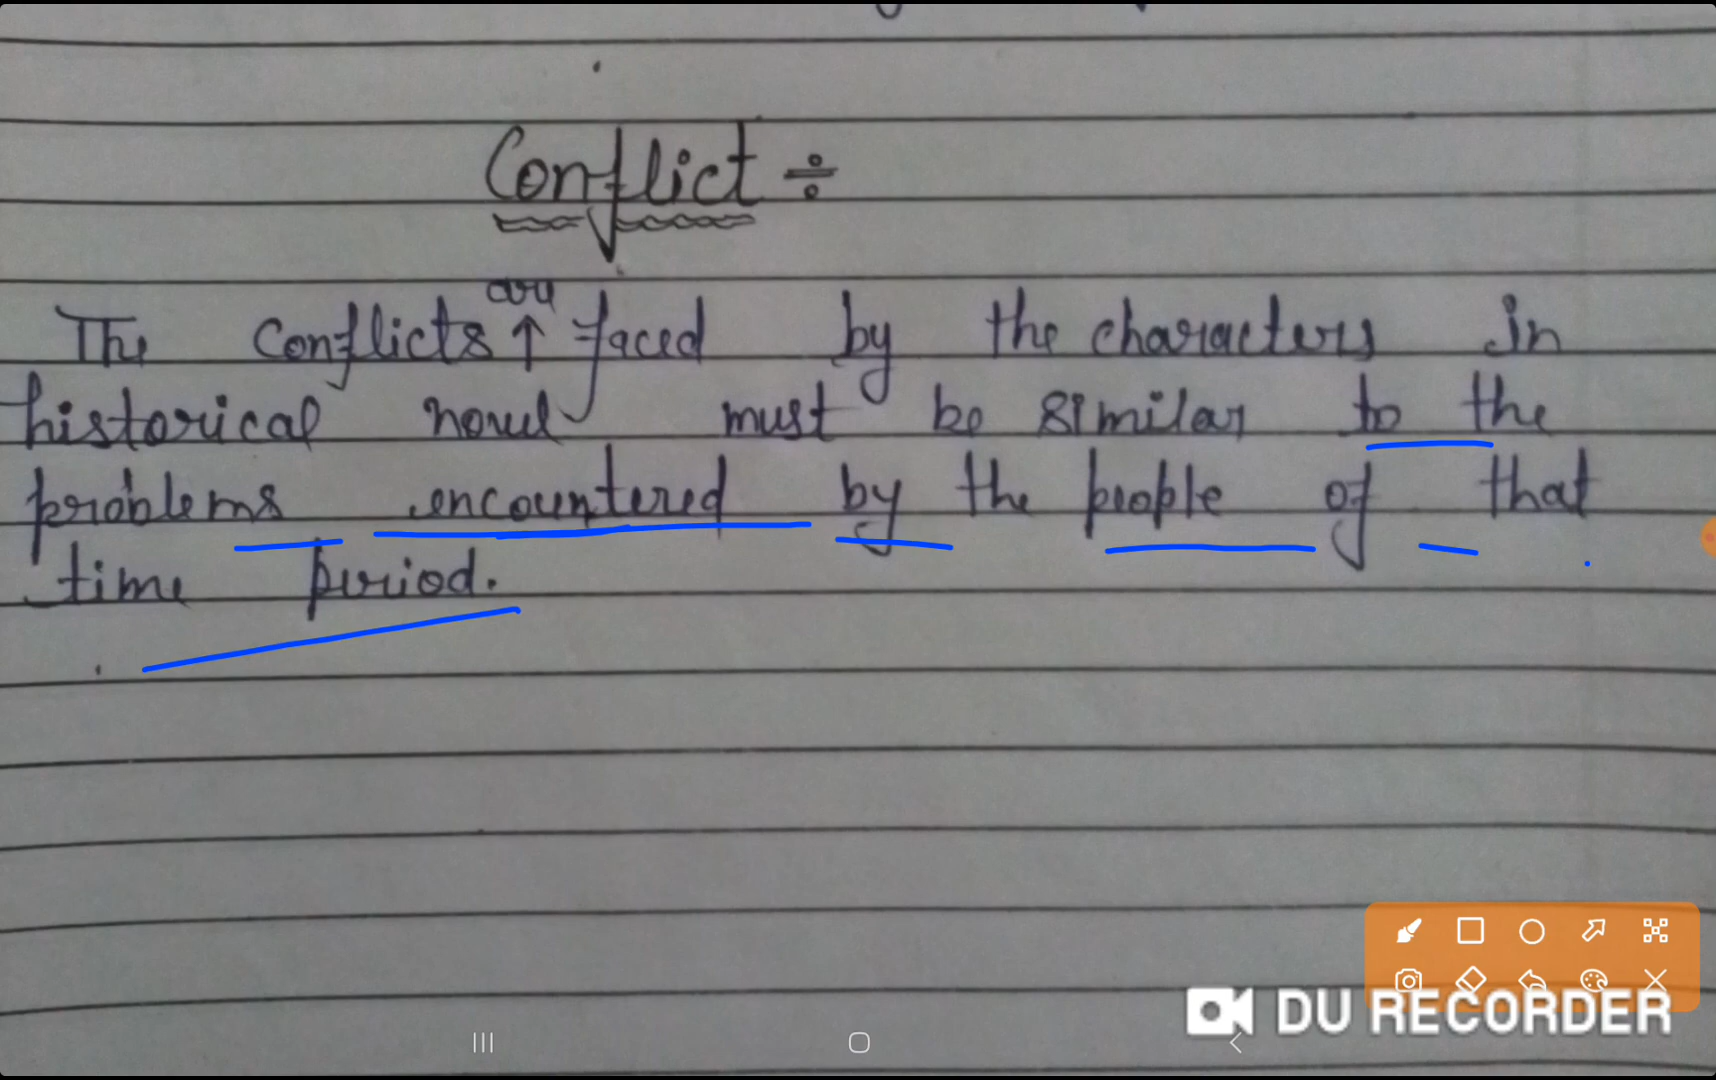 Conflict ÷
are
The Conflicts ↑ faced by the characters in
historical novel must be similar to the
problems encountered by the people of that
time period.
DU RECORDER